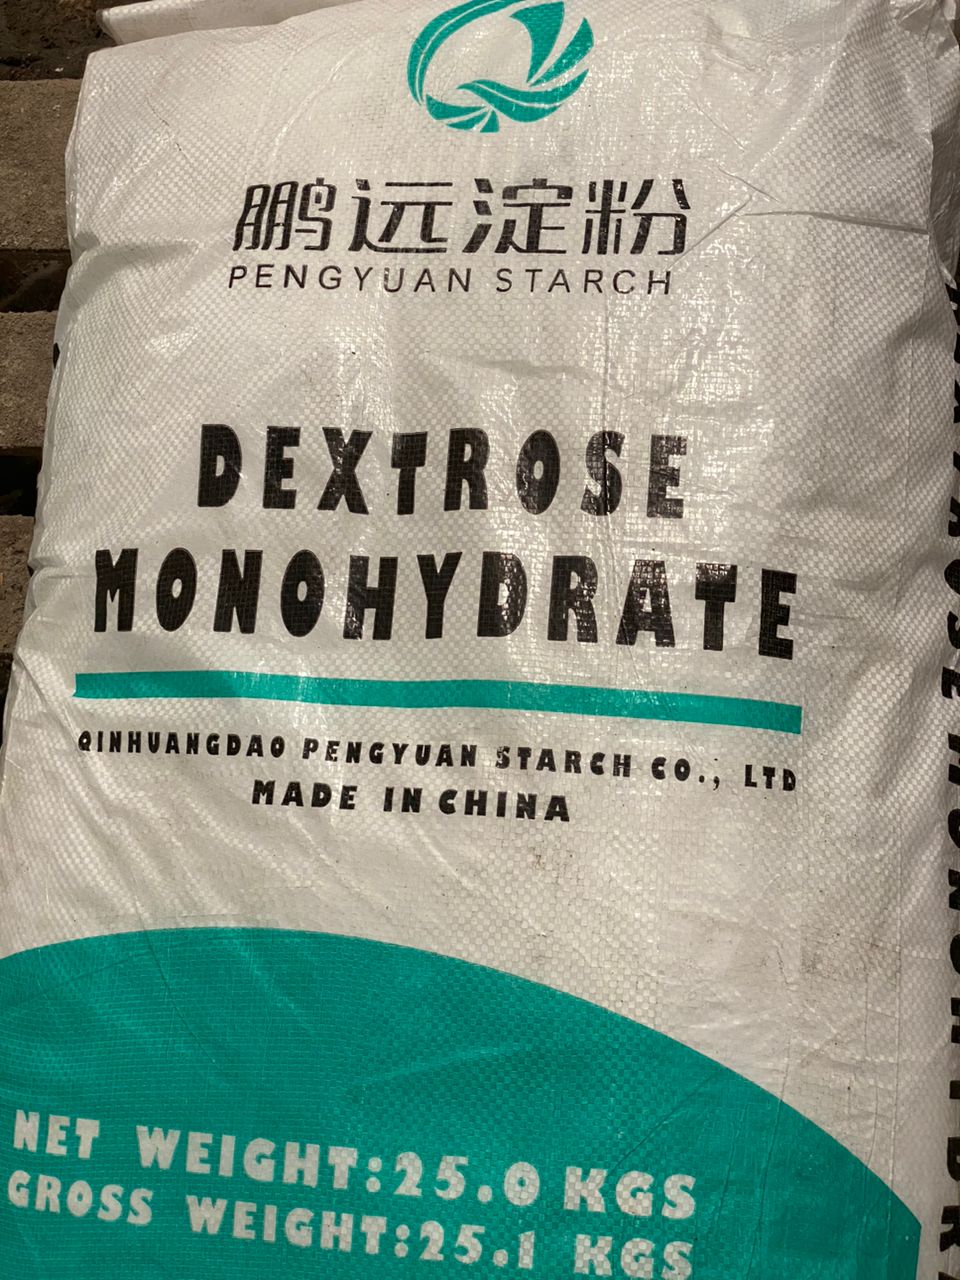 鹏远淀粉
PENGYUAN STARCH
DEXTROSE
MONOHYDRATE
QINHUANGDAO PENGYUAN STARCH CO., LTD
MADE IN CHINA
NET WEIGHT:25.0 KGS
GROSS WEIGHT:25.1 KGS